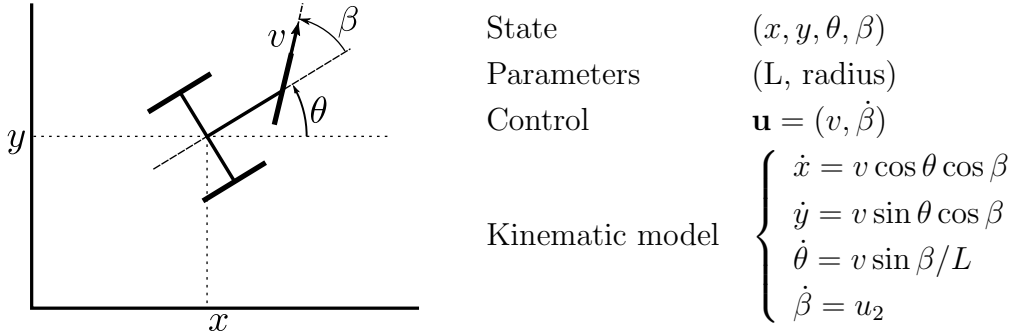 β
v
θ
y
x
State (x, y, θ, β)
Parameters (L, radius)
Control u = (v, β̇)
Kinematic model
ẋ = v cos θ cos β
ẏ = v sin θ cos β
θ̇ = v sin β/L
β̇ = u₂